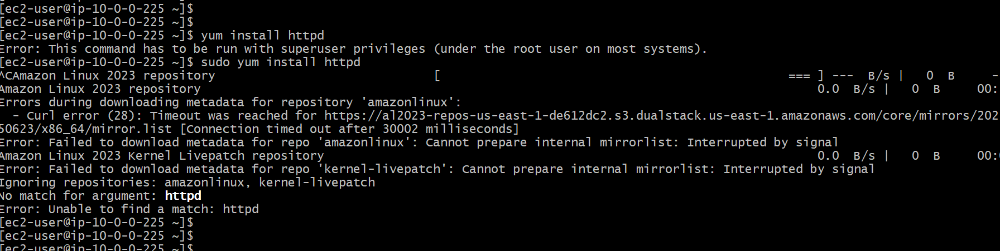 [ec2-user@ip-10-0-0-225 ~]$
[ec2-user@ip-10-0-0-225 ~]$
[ec2-user@ip-10-0-0-225 ~]$ yum install httpd
Error: This command has to be run with superuser privileges (under the root user on most systems).
[ec2-user@ip-10-0-0-225 ~]$ sudo yum install httpd
^CAmazon Linux 2023 repository                              [                                                === ] ---  B/s |   0  B     -
Amazon Linux 2023 repository                                                                                     0.0  B/s |   0  B     00:
Errors during downloading metadata for repository 'amazonlinux':
  - Curl error (28): Timeout was reached for https://al2023-repos-us-east-1-de612dc2.s3.dualstack.us-east-1.amazonaws.com/core/mirrors/202
50623/x86_64/mirror.list [Connection timed out after 30002 milliseconds]
Error: Failed to download metadata for repo 'amazonlinux': Cannot prepare internal mirrorlist: Interrupted by signal
Amazon Linux 2023 Kernel Livepatch repository                                                                    0.0  B/s |   0  B     00:
Error: Failed to download metadata for repo 'kernel-livepatch': Cannot prepare internal mirrorlist: Interrupted by signal
Ignoring repositories: amazonlinux, kernel-livepatch
No match for argument: httpd
Error: Unable to find a match: httpd
[ec2-user@ip-10-0-0-225 ~]$
[ec2-user@ip-10-0-0-225 ~]$
[ec2-user@ip-10-0-0-225 ~]$